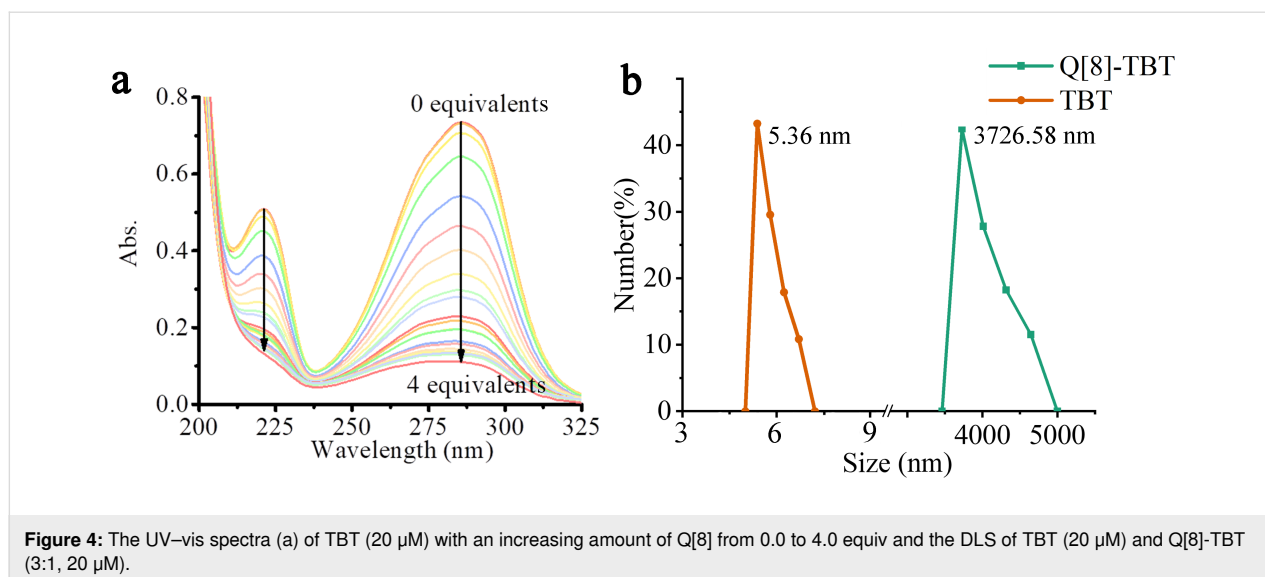 a
0 equivalents
4 equivalents
0.8
0.6
0.4
0.2
0.0
Abs.
200 225 250 275 300 325
Wavelength (nm)
b
Q[8]-TBT
TBT
5.36 nm
3726.58 nm
40
30
20
10
0
Number(%)
3 6 9 4000 5000
Size (nm)
Figure 4: The UV–vis spectra (a) of TBT (20 µM) with an increasing amount of Q[8] from 0.0 to 4.0 equiv and the DLS of TBT (20 µM) and Q[8]-TBT
(3:1, 20 µM).